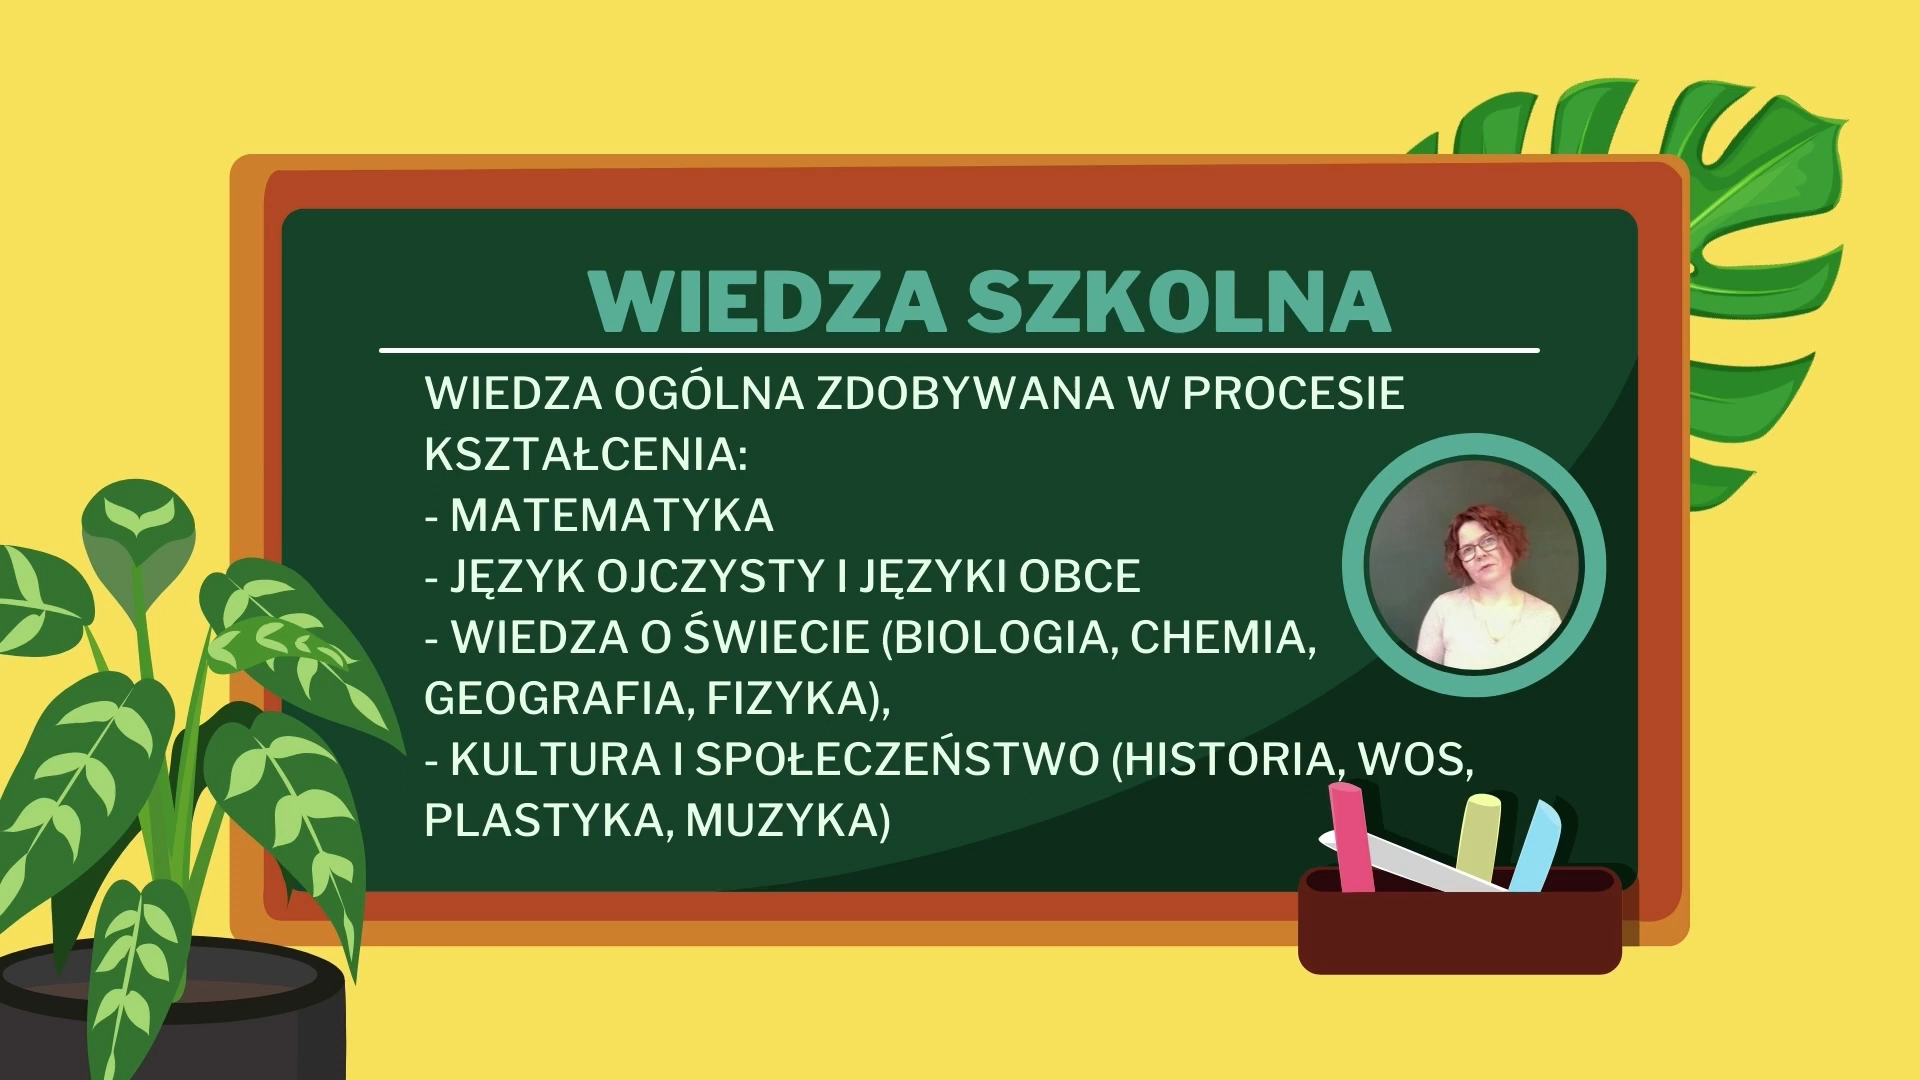 WIEDZA SZKOLNA
WIEDZA OGÓLNA ZDOBYWANA W PROCESIE
KSZTAŁCENIA:
- MATEMATYKA
- JĘZYK OJCZYSTY I JĘZYKI OBCE
- WIEDZA O ŚWIECIE (BIOLOGIA, CHEMIA,
GEOGRAFIA, FIZYKA),
- KULTURA I SPOŁECZEŃSTWO (HISTORIA, WOS,
PLASTYKA, MUZYKA)